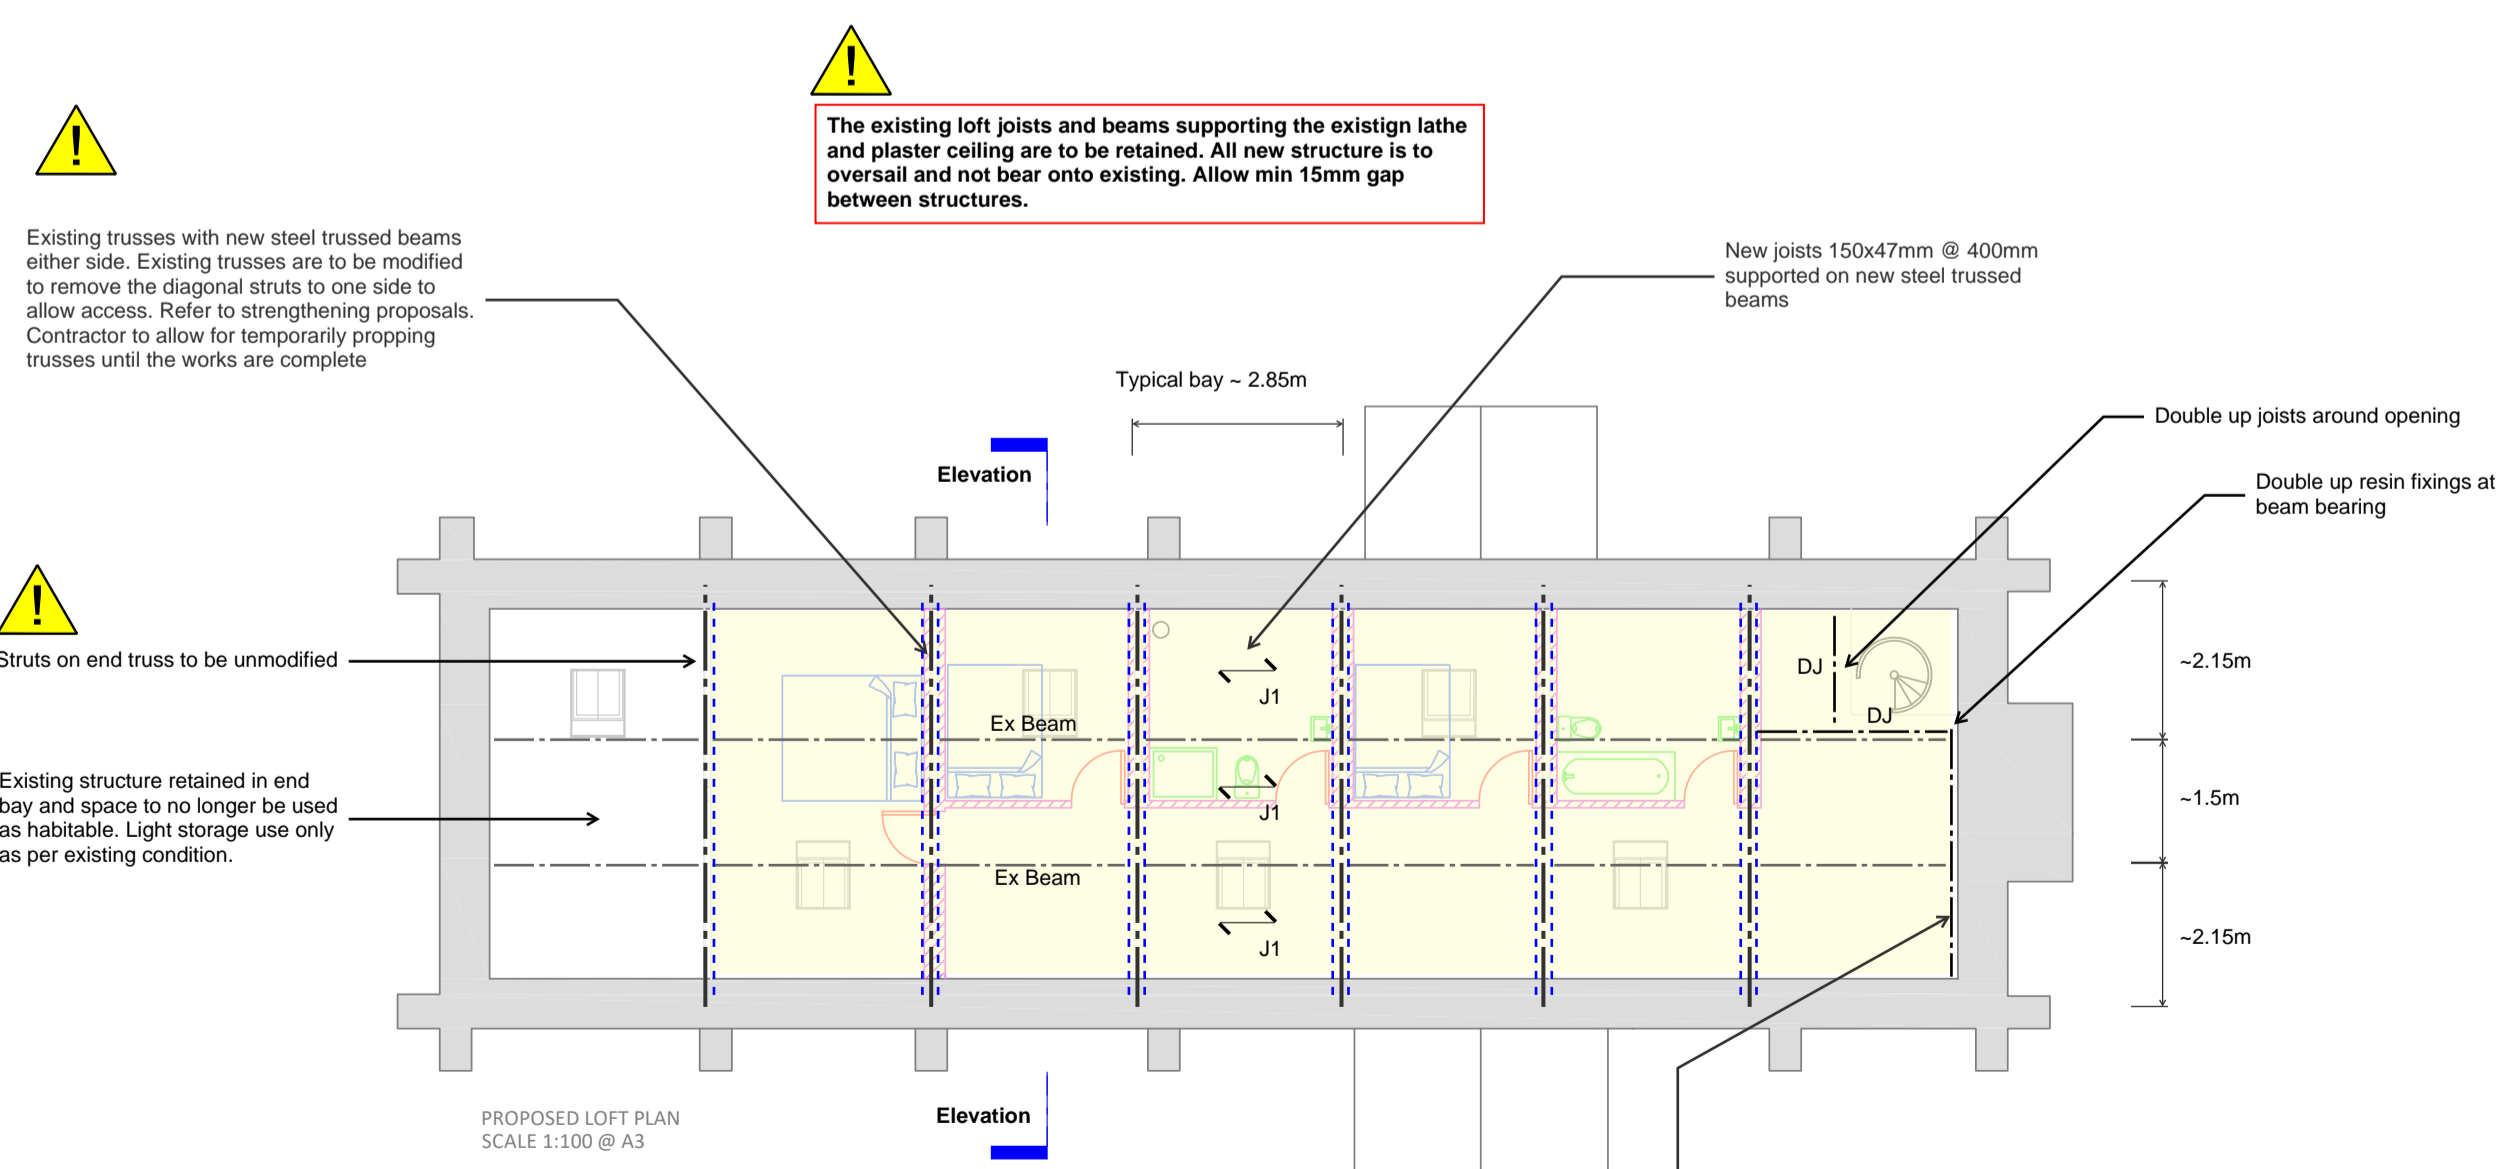 The existing loft joists and beams supporting the existign lathe
and plaster ceiling are to be retained. All new structure is to
oversail and not bear onto existing. Allow min 15mm gap
between structures.
Existing trusses with new steel trussed beams
either side. Existing trusses are to be modified
to remove the diagonal struts to one side to
allow access. Refer to strengthening proposals.
Contractor to allow for temporarily propping
trusses until the works are complete
New joists 150x47mm @ 400mm
supported on new steel trussed
beams
Typical bay ~ 2.85m
Double up joists around opening
Elevation
Double up resin fixings at
beam bearing
Struts on end truss to be unmodified
Existing structure retained in end
bay and space to no longer be used
as habitable. Light storage use only
as per existing condition.
DJ
DJ
J1
Ex Beam
J1
Ex Beam
J1
~2.15m
~1.5m
~2.15m
Elevation
PROPOSED LOFT PLAN
SCALE 1:100 @ A3